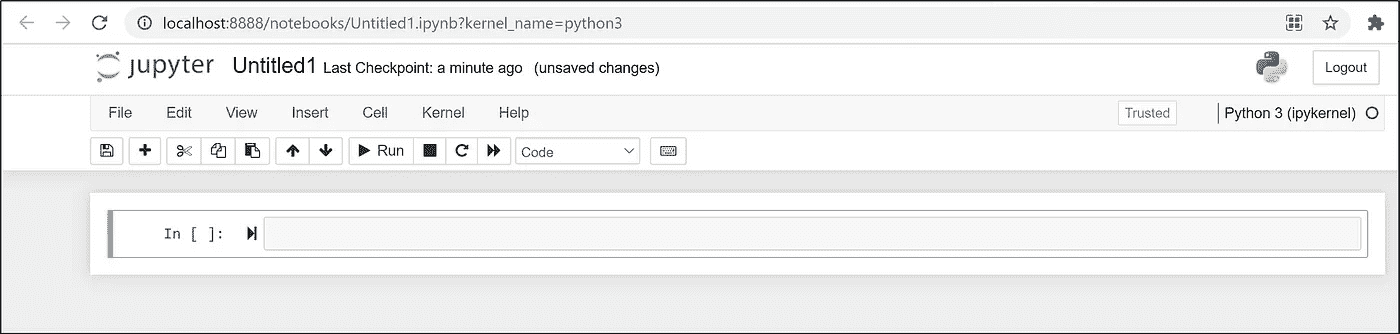 localhost:8888/notebooks/Untitled1.ipynb?kernel_name=python3
jupyter Untitled1 Last Checkpoint: a minute ago (unsaved changes) Logout
File Edit View Insert Cell Kernel Help Trusted Python 3 (ipykernel)
Run Code
In [ ]: